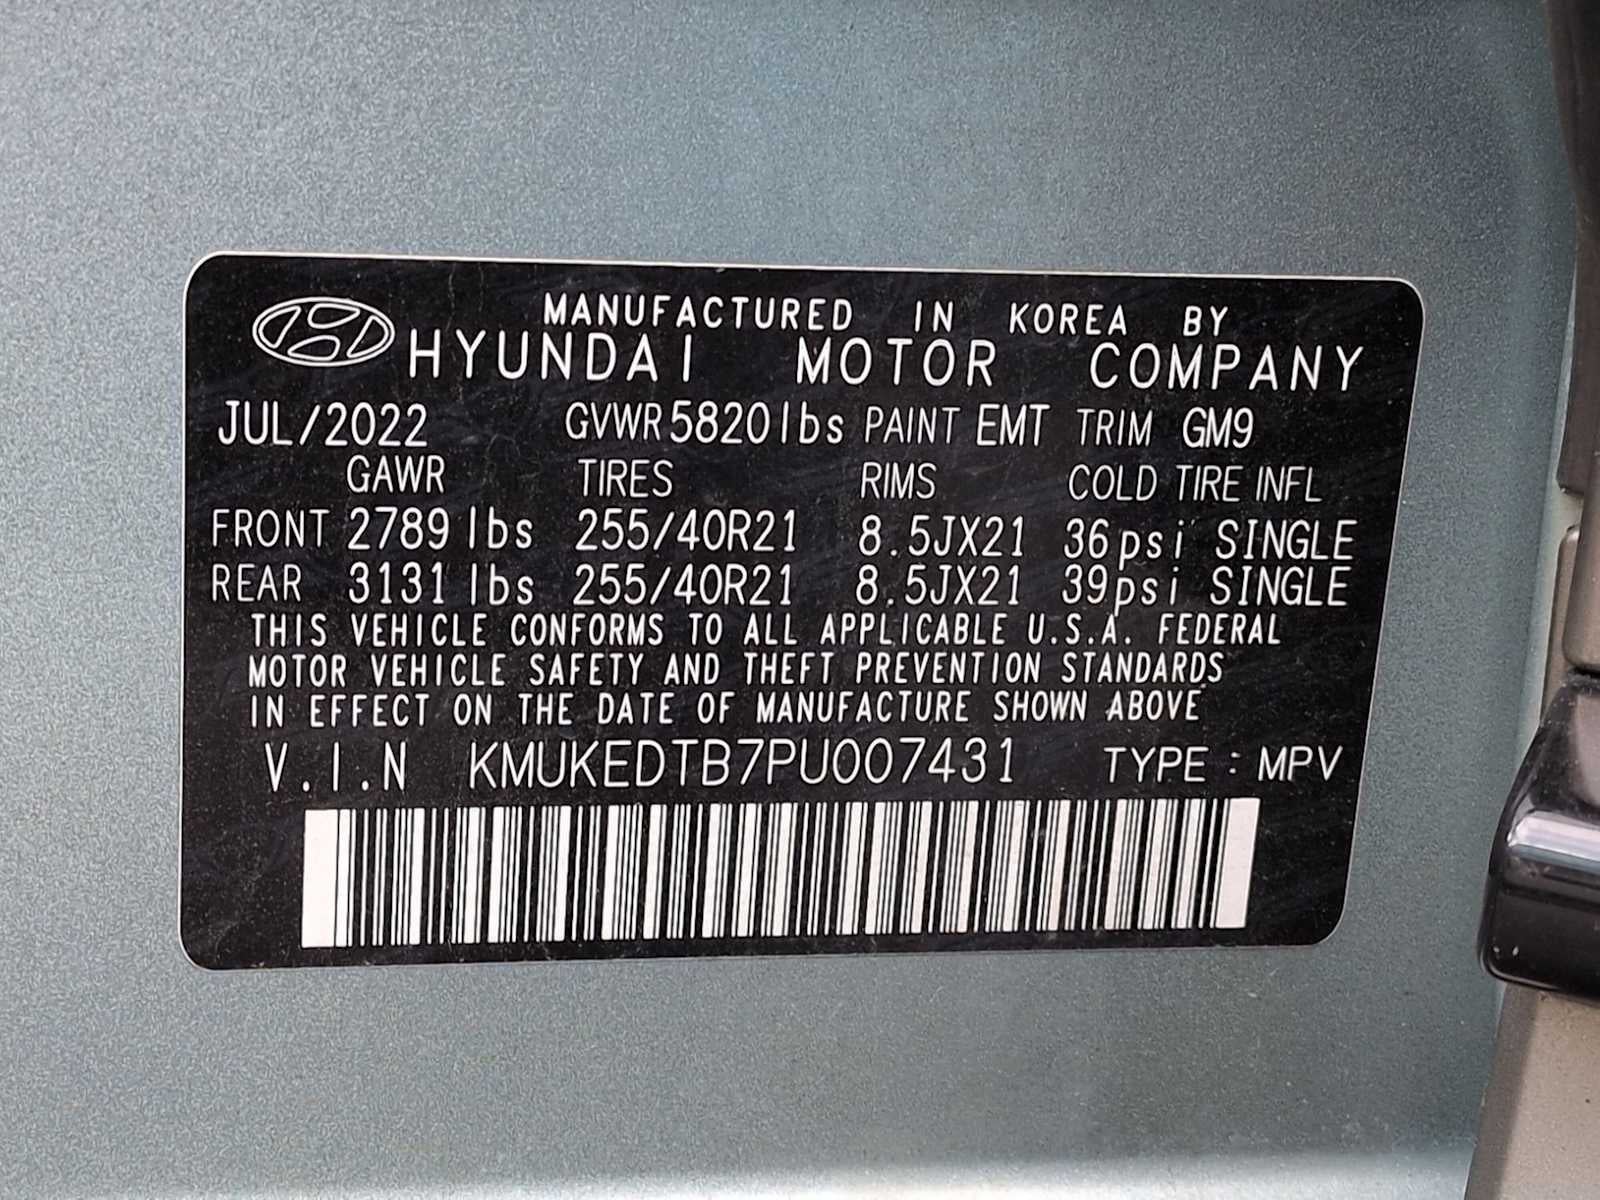 MANUFACTURED IN KOREA BY
HYUNDAI MOTOR COMPANY
JUL/2022 GVWR 5820lbs PAINT EMT TRIM GM9
GAWR TIRES RIMS COLD TIRE INFL
FRONT 2789 lbs 255/40R21 8.5JX21 36psi SINGLE
REAR 3131 lbs 255/40R21 8.5JX21 39psi SINGLE
THIS VEHICLE CONFORMS TO ALL APPLICABLE U.S.A. FEDERAL
MOTOR VEHICLE SAFETY AND THEFT PREVENTION STANDARDS
IN EFFECT ON THE DATE OF MANUFACTURE SHOWN ABOVE
V.I.N KMUKEDTB7PU007431 TYPE : MPV